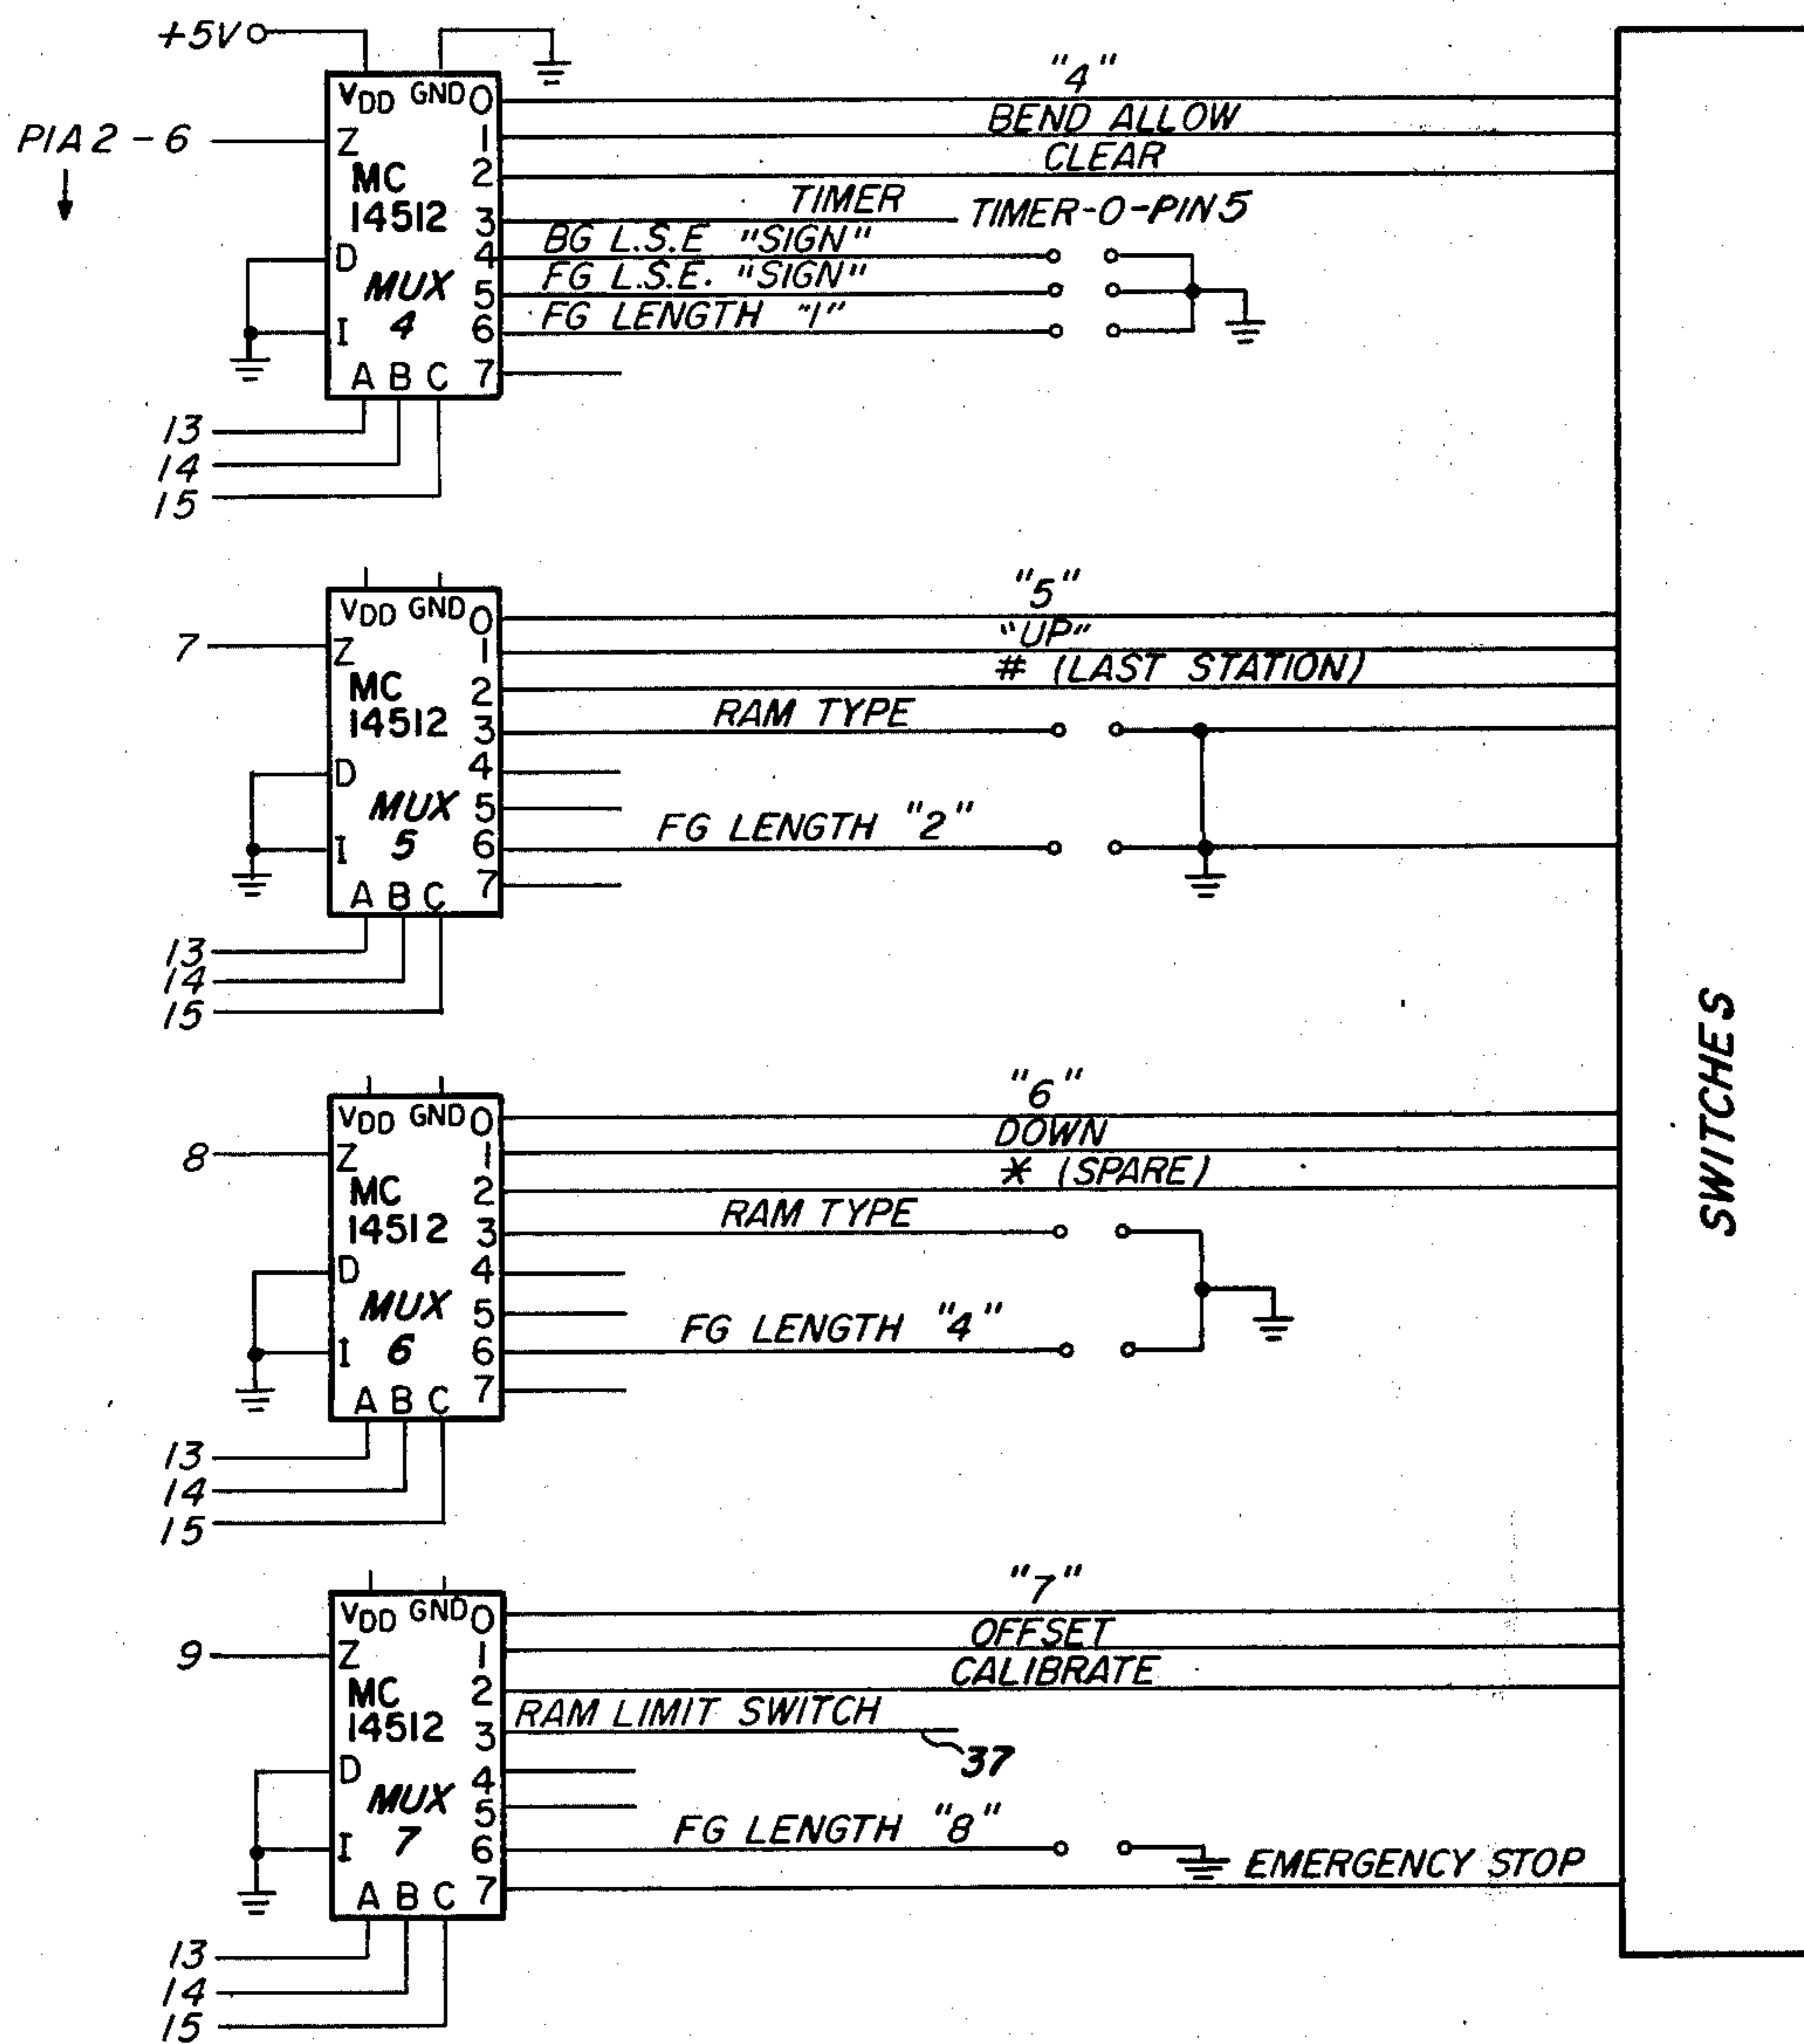 +5V
"4"
VDD GND 0
BEND ALLOW
PIA2-6
Z
1
CLEAR
MC
2
14512
TIMER
3
TIMER-O-PIN5
BG L.S.E "SIGN"
D
4
FG L.S.E. "SIGN"
MUX
5
FG LENGTH "1"
I
4
6
A B C 7
13
14
15
"5"
VDD GND 0
"UP"
7
Z
1
# (LAST STATION)
MC
2
14512
RAM TYPE
3
D
4
MUX
5
FG LENGTH "2"
I
5
6
A B C 7
13
14
15
SWITCHES
"6"
VDD GND 0
DOWN
8
Z
1
* (SPARE)
MC
2
14512
RAM TYPE
3
D
4
MUX
5
FG LENGTH "4"
I
6
6
A B C 7
13
14
15
"7"
VDD GND 0
OFFSET
9
Z
1
CALIBRATE
MC
2
14512
RAM LIMIT SWITCH
3
37
D
4
MUX
5
FG LENGTH "8"
I
7
6
EMERGENCY STOP
A B C 7
13
14
15